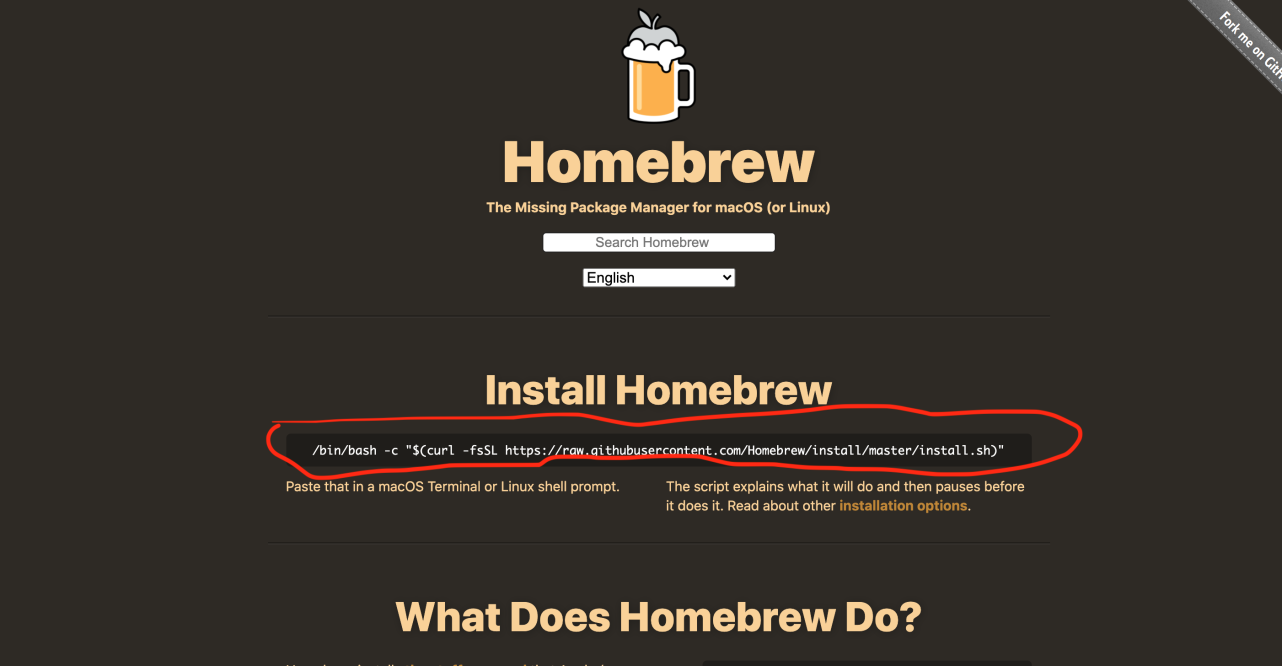 Fork me on GitH
Homebrew
The Missing Package Manager for macOS (or Linux)
Search Homebrew
English
Install Homebrew
/bin/bash -c "$(curl -fsSL https://raw.githubusercontent.com/Homebrew/install/master/install.sh)"
Paste that in a macOS Terminal or Linux shell prompt.
The script explains what it will do and then pauses before
it does it. Read about other installation options.
What Does Homebrew Do?